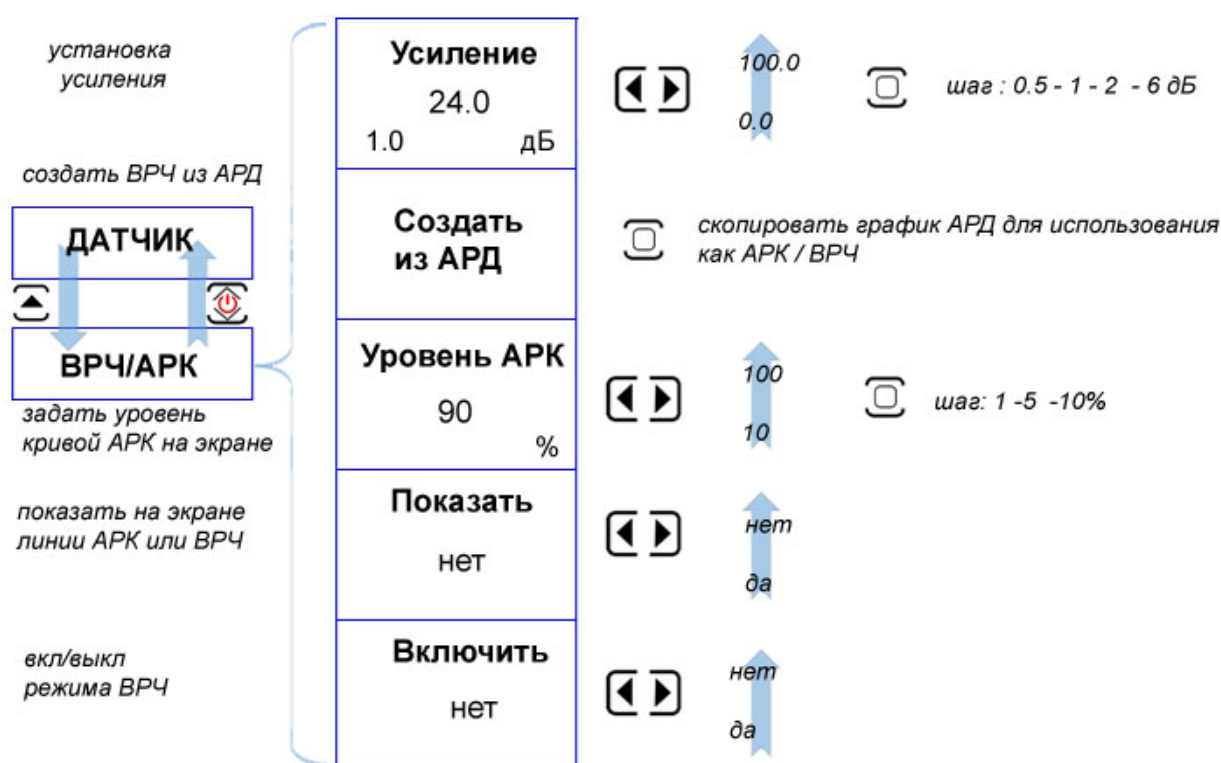 установка
усиления
Усиление
24.0
1.0 дБ
100.0
0.0
шаг : 0.5 - 1 - 2 - 6 дБ
создать ВРЧ из АРД
ДАТЧИК
ВРЧ/АРК
Создать
из АРД
скопировать график АРД для использования
как АРК / ВРЧ
задать уровень
кривой АРК на экране
Уровень АРК
90
%
100
10
шаг: 1 -5 -10%
показать на экране
линии АРК или ВРЧ
Показать
нет
нет
да
вкл/выкл
режима ВРЧ
Включить
нет
нет
да